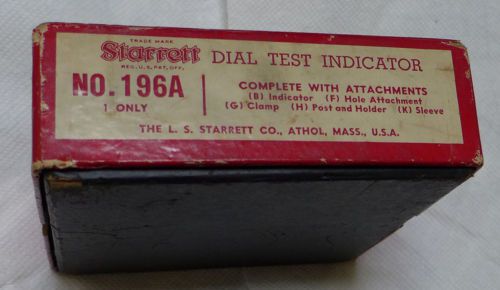 TRADE MARK
Starrett
REG. U.S. PAT. OFF.
DIAL TEST INDICATOR
NO. 196A
1 ONLY
COMPLETE WITH ATTACHMENTS
(B) Indicator (F) Hole Attachment
(G) Clamp (H) Post and Holder (K) Sleeve
THE L. S. STARRETT CO., ATHOL, MASS., U.S.A.